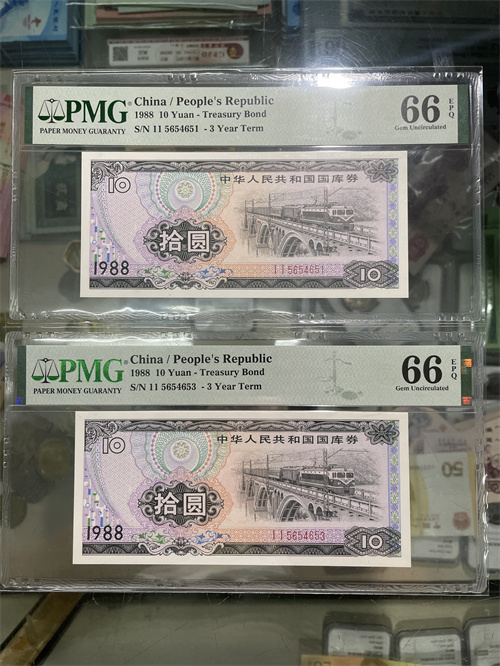 PMG
PAPER MONEY GUARANTY
China / People's Republic
1988 10 Yuan - Treasury Bond
S/N 11 5654651 - 3 Year Term
66 EPQ
Gem Uncirculated
10
中华人民共和国国库券
拾圆
1988
II 5654651
10
PMG
PAPER MONEY GUARANTY
China / People's Republic
1988 10 Yuan - Treasury Bond
S/N 11 5654653 - 3 Year Term
66 EPQ
Gem Uncirculated
10
中华人民共和国国库券
拾圆
1988
II 5654653
10
50